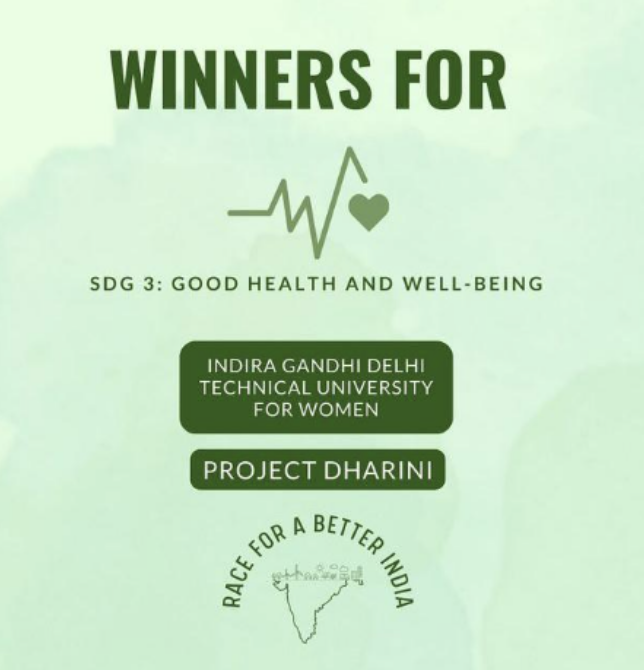 WINNERS FOR
SDG 3: GOOD HEALTH AND WELL-BEING
INDIRA GANDHI DELHI
TECHNICAL UNIVERSITY
FOR WOMEN
PROJECT DHARINI
RACE FOR A BETTER INDIA